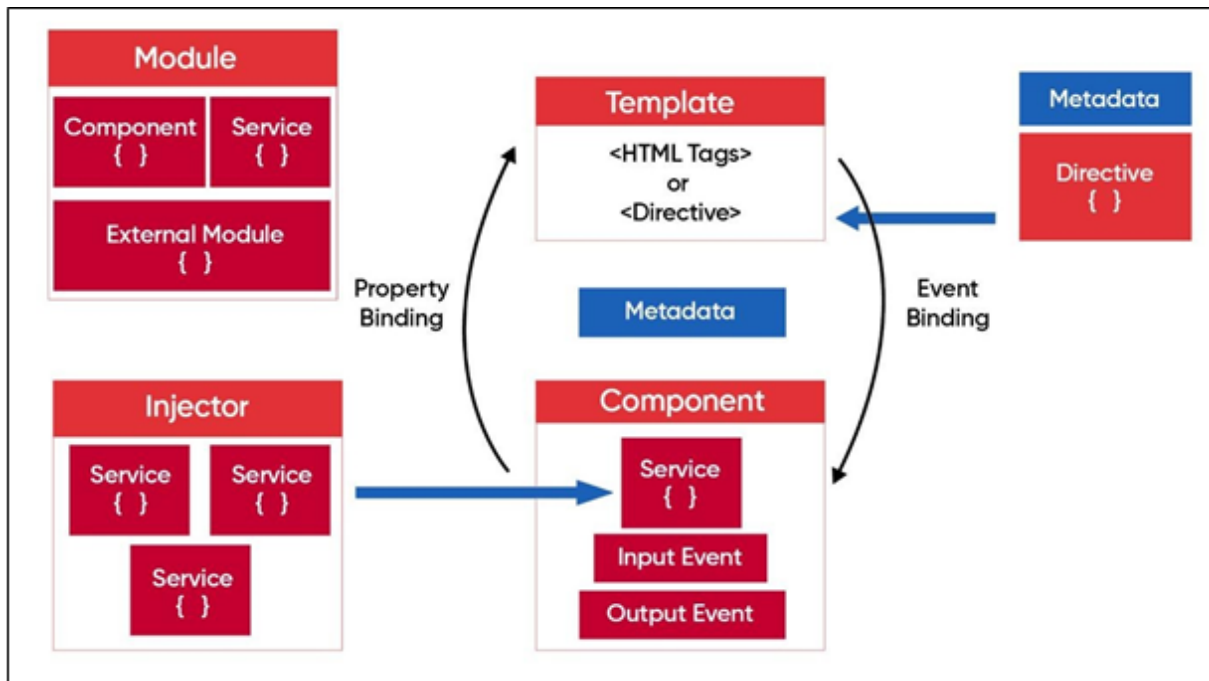 Module
Component
{ }
Service
{ }
External Module
{ }
Template
<HTML Tags>
or
<Directive>
Metadata
Directive
{ }
Property
Binding
Metadata
Event
Binding
Injector
Service
{ }
Service
{ }
Service
{ }
Component
Service
{ }
Input Event
Output Event